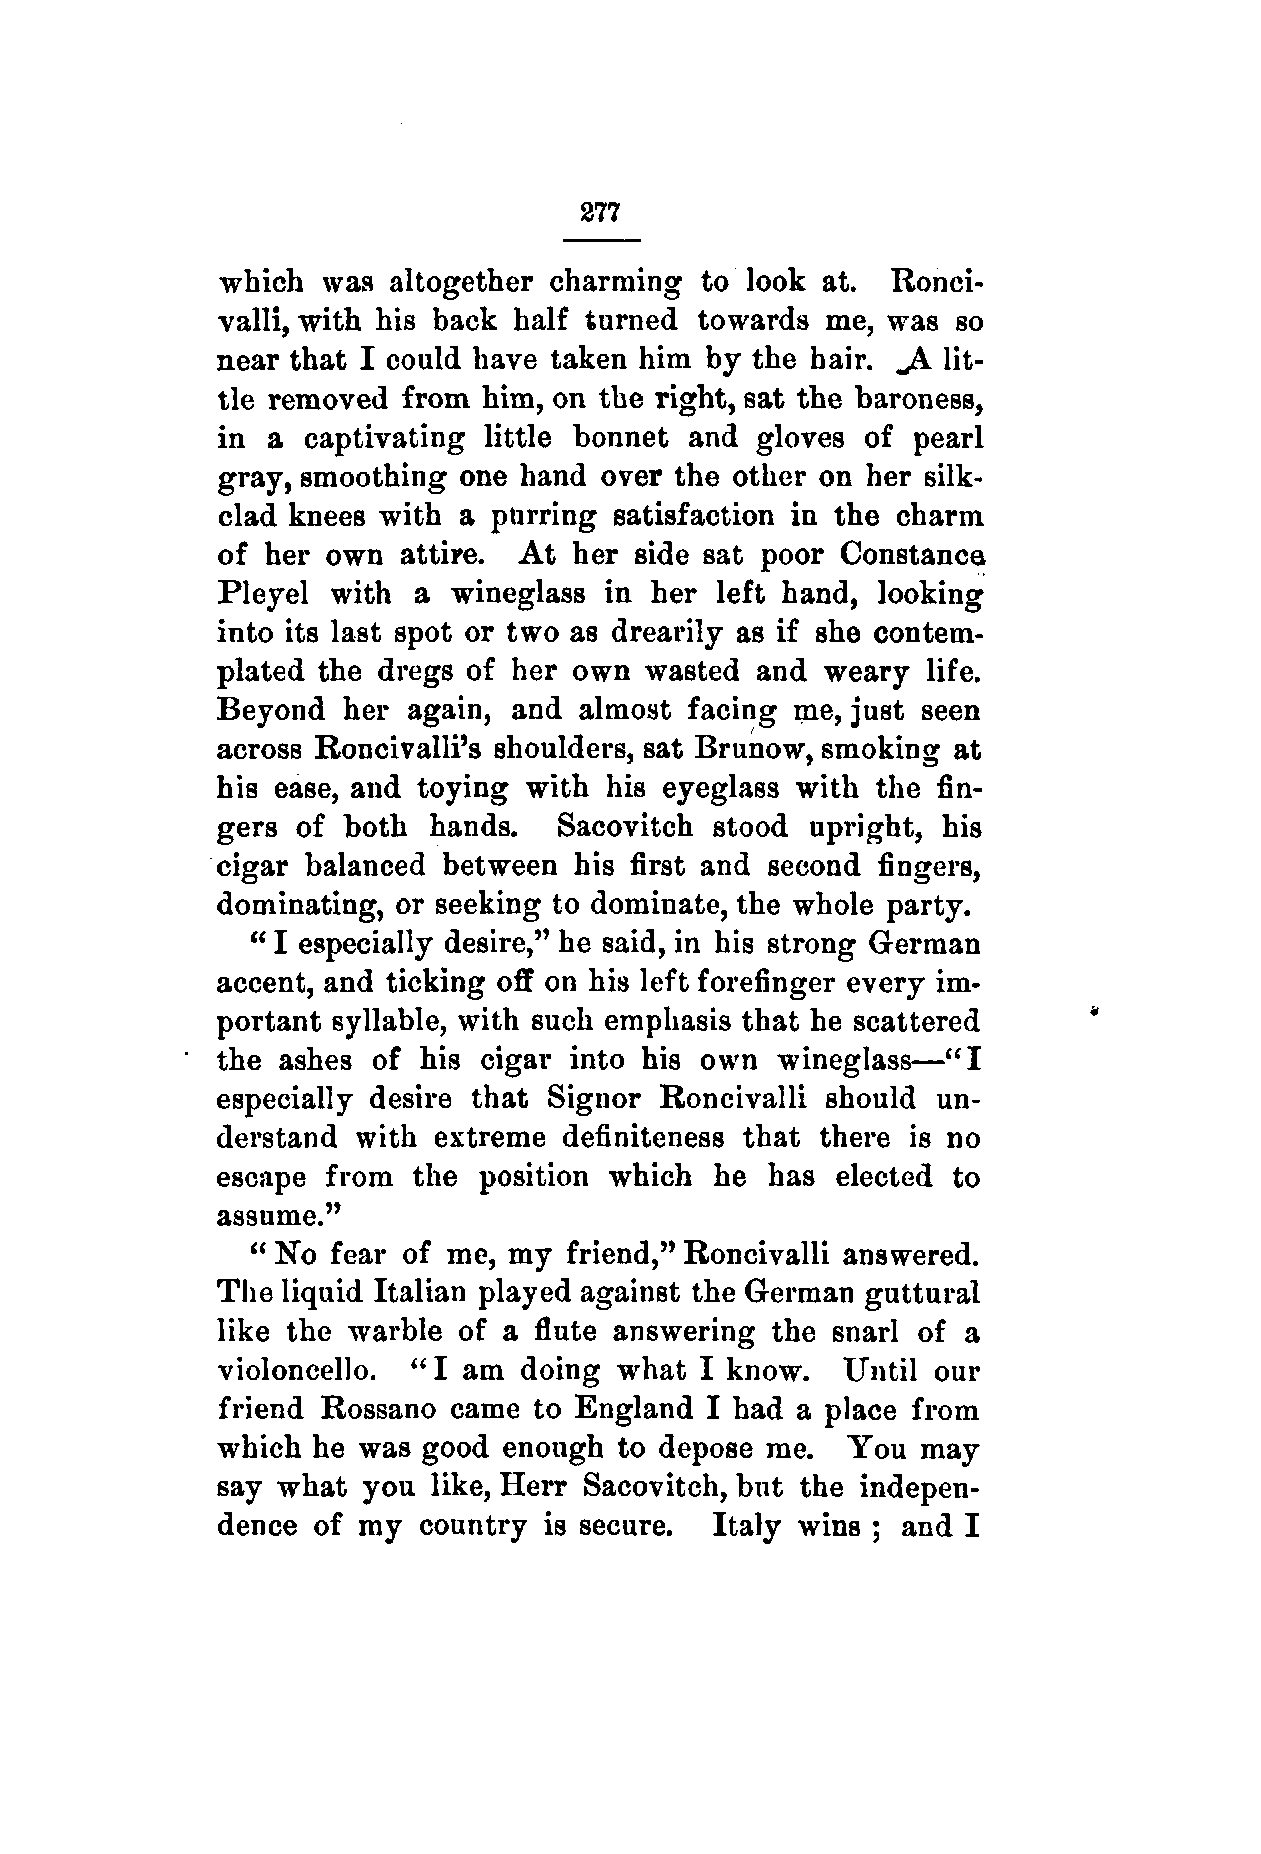 277
which was altogether charming to look at. Ronci-
valli, with his back half turned towards me, was so
near that I could have taken him by the hair. A lit-
tle removed from him, on the right, sat the baroness,
in a captivating little bonnet and gloves of pearl
gray, smoothing one hand over the other on her silk-
clad knees with a purring satisfaction in the charm
of her own attire. At her side sat poor Constance
Pleyel with a wineglass in her left hand, looking
into its last spot or two as drearily as if she contem-
plated the dregs of her own wasted and weary life.
Beyond her again, and almost facing me, just seen
across Roncivalli's shoulders, sat Brunow, smoking at
his ease, and toying with his eyeglass with the fin-
gers of both hands. Sacovitch stood upright, his
cigar balanced between his first and second fingers,
dominating, or seeking to dominate, the whole party.
"I especially desire," he said, in his strong German
accent, and ticking off on his left forefinger every im-
portant syllable, with such emphasis that he scattered
the ashes of his cigar into his own wineglass—"I
especially desire that Signor Roncivalli should un-
derstand with extreme definiteness that there is no
escape from the position which he has elected to
assume."
"No fear of me, my friend," Roncivalli answered.
The liquid Italian played against the German guttural
like the warble of a flute answering the snarl of a
violoncello. "I am doing what I know. Until our
friend Rossano came to England I had a place from
which he was good enough to depose me. You may
say what you like, Herr Sacovitch, but the indepen-
dence of my country is secure. Italy wins ; and I